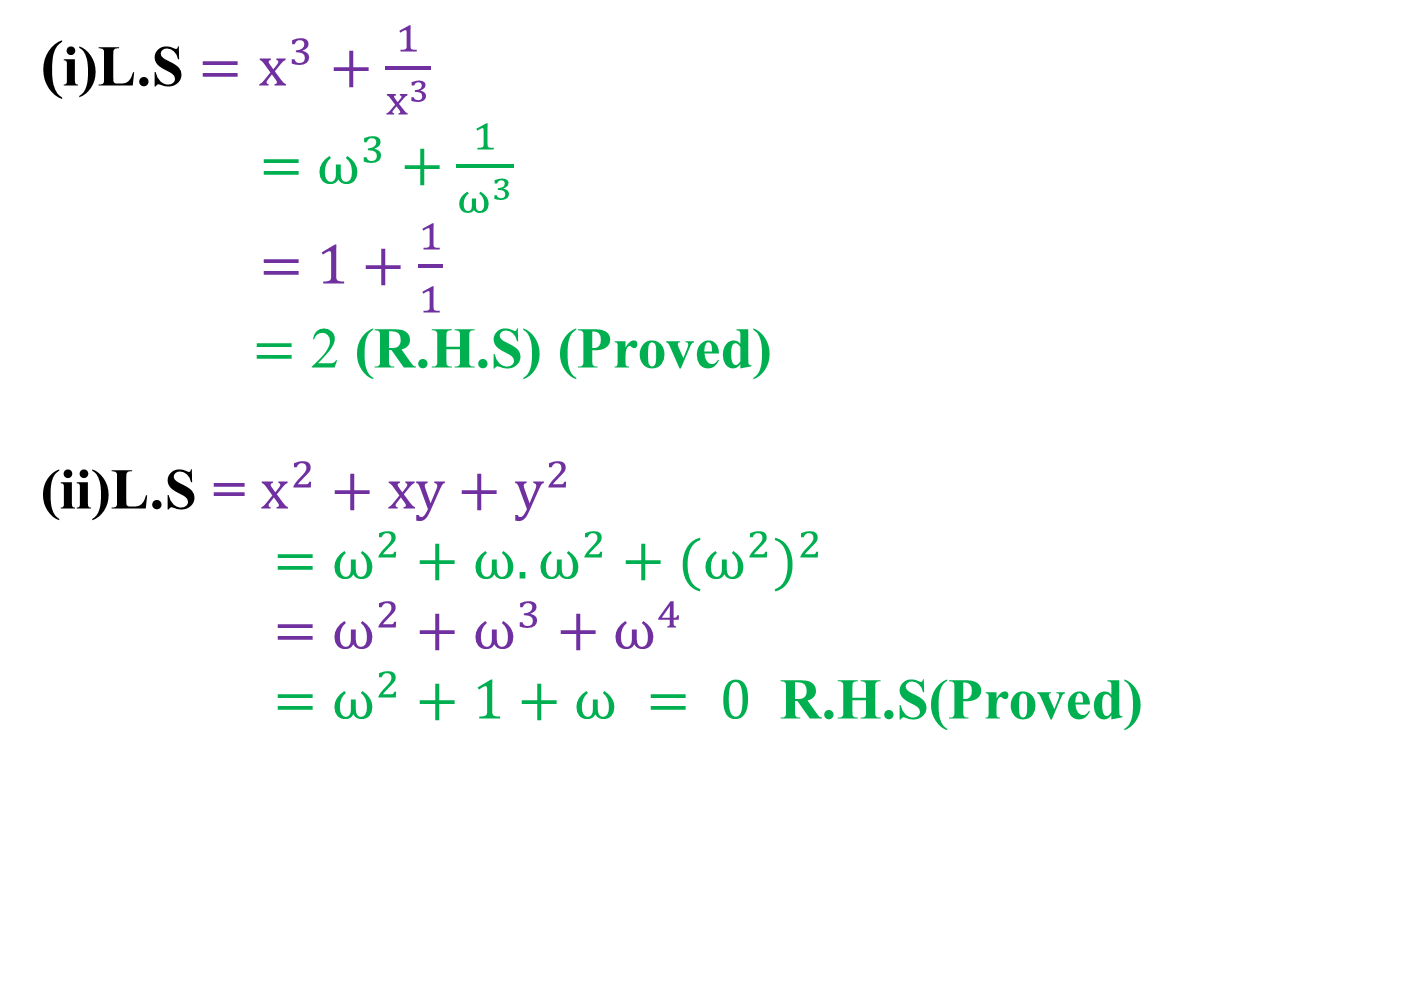 (i)L.S = x³ + 1/x³
= ω³ + 1/ω³
= 1 + 1/1
= 2 (R.H.S) (Proved)
(ii)L.S = x² + xy + y²
= ω² + ω. ω² + (ω²)²
= ω² + ω³ + ω⁴
= ω² + 1 + ω = 0 R.H.S(Proved)